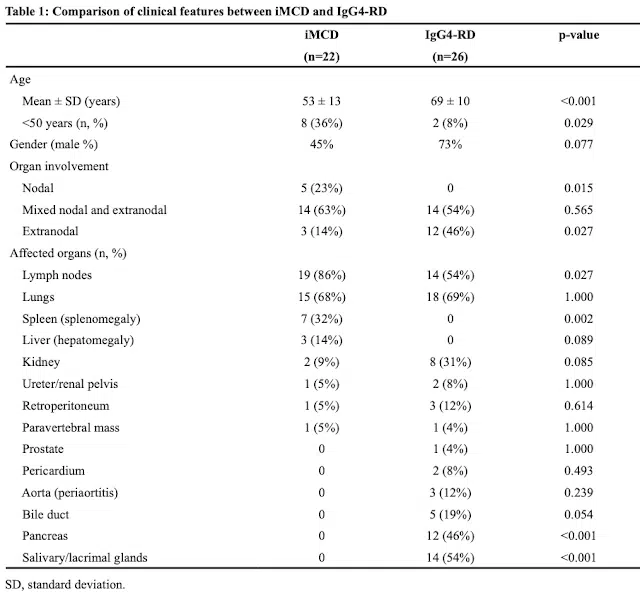 Table 1: Comparison of clinical features between iMCD and IgG4-RD
iMCD IgG4-RD p-value
(n=22) (n=26)
Age
Mean ± SD (years) 53 ± 13 69 ± 10 <0.001
<50 years (n, %) 8 (36%) 2 (8%) 0.029
Gender (male %) 45% 73% 0.077
Organ involvement
Nodal 5 (23%) 0 0.015
Mixed nodal and extranodal 14 (63%) 14 (54%) 0.565
Extranodal 3 (14%) 12 (46%) 0.027
Affected organs (n, %)
Lymph nodes 19 (86%) 14 (54%) 0.027
Lungs 15 (68%) 18 (69%) 1.000
Spleen (splenomegaly) 7 (32%) 0 0.002
Liver (hepatomegaly) 3 (14%) 0 0.089
Kidney 2 (9%) 8 (31%) 0.085
Ureter/renal pelvis 1 (5%) 2 (8%) 1.000
Retroperitoneum 1 (5%) 3 (12%) 0.614
Paravertebral mass 1 (5%) 1 (4%) 1.000
Prostate 0 1 (4%) 1.000
Pericardium 0 2 (8%) 0.493
Aorta (periaortitis) 0 3 (12%) 0.239
Bile duct 0 5 (19%) 0.054
Pancreas 0 12 (46%) <0.001
Salivary/lacrimal glands 0 14 (54%) <0.001
SD, standard deviation.